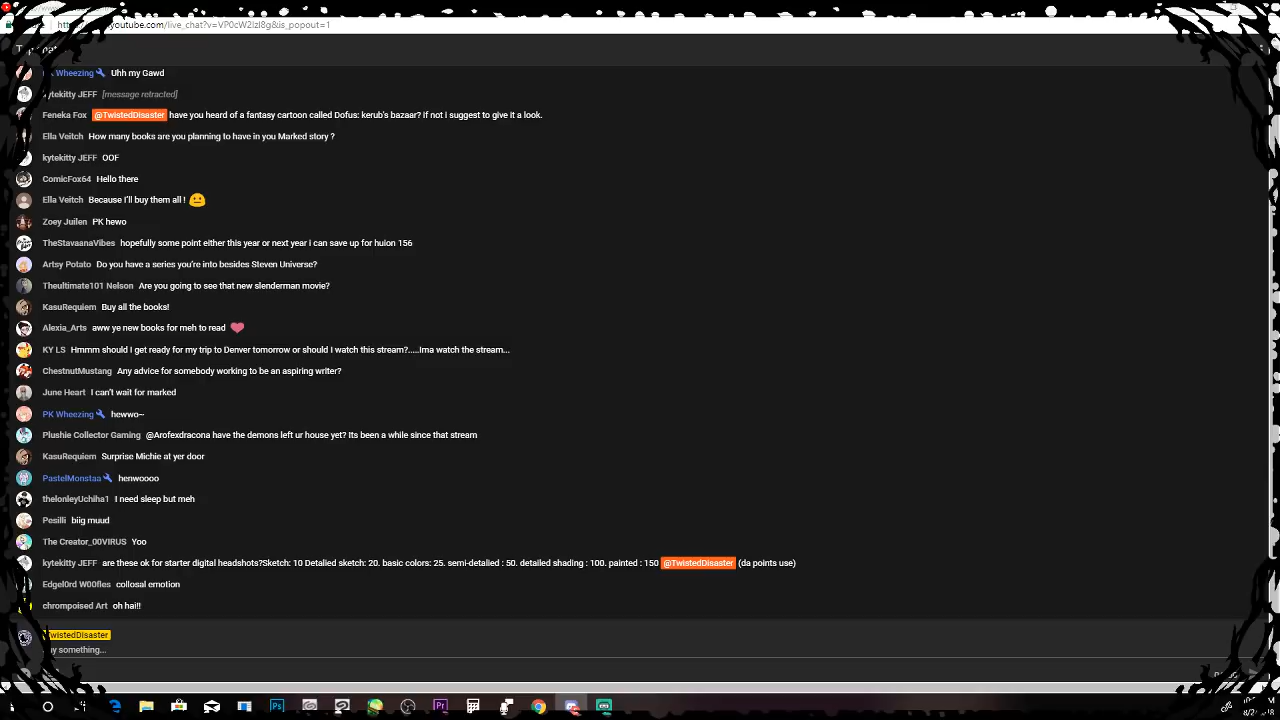 youtube.com/live_chat?v=VP0cW2IzI8g&is_popout=1
PK Wheezing Uhh my Gawd
kytekitty JEFF [message retracted]
Feneka Fox @TwistedDisaster have you heard of a fantasy cartoon called Dofus: kerub's bazaar? if not i suggest to give it a look.
Ella Veitch How many books are you planning to have in you Marked story ?
kytekitty JEFF OOF
ComicFox64 Hello there
Ella Veitch Because I'll buy them all !
Zoey Juilen PK hewo
TheStavaanaVibes hopefully some point either this year or next year i can save up for huion 156
Artsy Potato Do you have a series you're into besides Steven Universe?
Theultimate101 Nelson Are you going to see that new slenderman movie?
KasuRequiem Buy all the books!
Alexia_Arts aww ye new books for meh to read
KY LS Hmmm should I get ready for my trip to Denver tomorrow or should I watch this stream?.....Ima watch the stream...
ChestnutMustang Any advice for somebody working to be an aspiring writer?
June Heart I can't wait for marked
PK Wheezing hewwo~
Plushie Collector Gaming @Arofexdracona have the demons left ur house yet? Its been a while since that stream
KasuRequiem Surprise Michie at yer door
PastelMonstaa henwoooo
thelonleyUchiha1 I need sleep but meh
Pesilli biig muud
The Creator_00VIRUS Yoo
kytekitty JEFF are these ok for starter digital headshots?Sketch: 10 Detalied sketch: 20. basic colors: 25. semi-detalied : 50. detailed shading : 100. painted : 150 @TwistedDisaster (da points use)
Edgel0rd W00fles collosal emotion
chrompoised Art oh hai!!
TwistedDisaster
ay something...
Ps
Pr